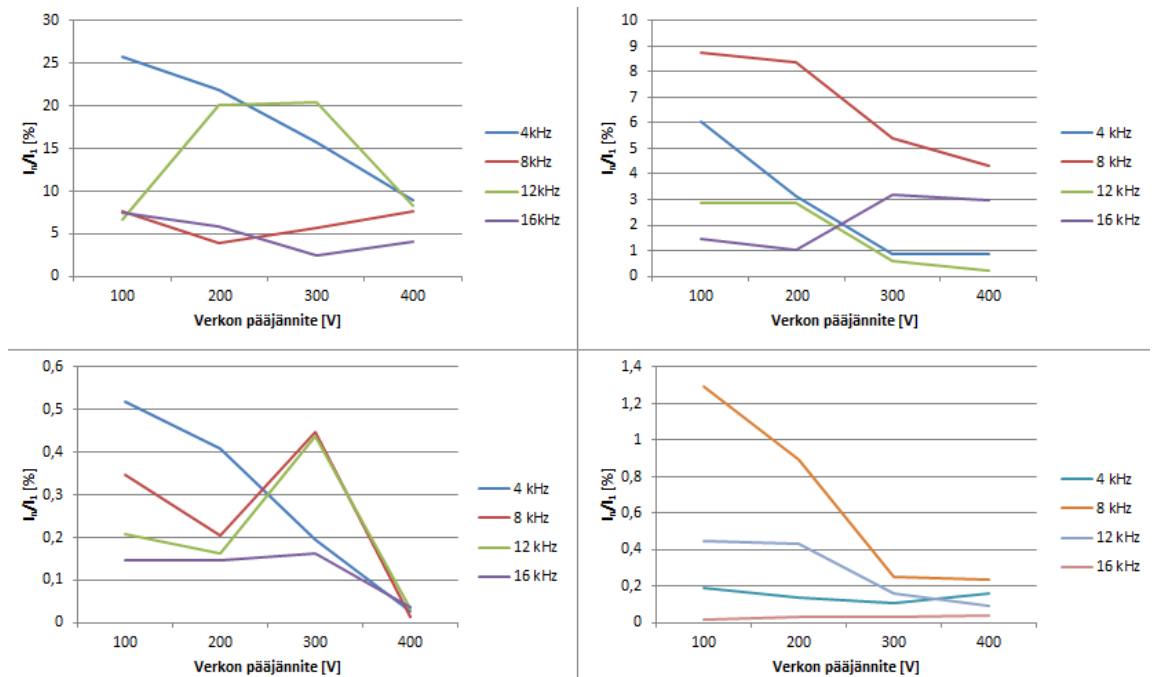 30
25
20
15
10
5
0
Iₙ/I₁ [%]
100 200 300 400
Verkon pääjännite [V]
4kHz
8kHz
12kHz
16kHz
10
9
8
7
6
5
4
3
2
1
0
Iₙ/I₁ [%]
100 200 300 400
Verkon pääjännite [V]
4 kHz
8 kHz
12 kHz
16 kHz
0,6
0,5
0,4
0,3
0,2
0,1
0
Iₙ/I₁ [%]
100 200 300 400
Verkon pääjännite [V]
4 kHz
8 kHz
12 kHz
16 kHz
1,4
1,2
1
0,8
0,6
0,4
0,2
0
Iₙ/I₁ [%]
100 200 300 400
Verkon pääjännite [V]
4 kHz
8 kHz
12 kHz
16 kHz